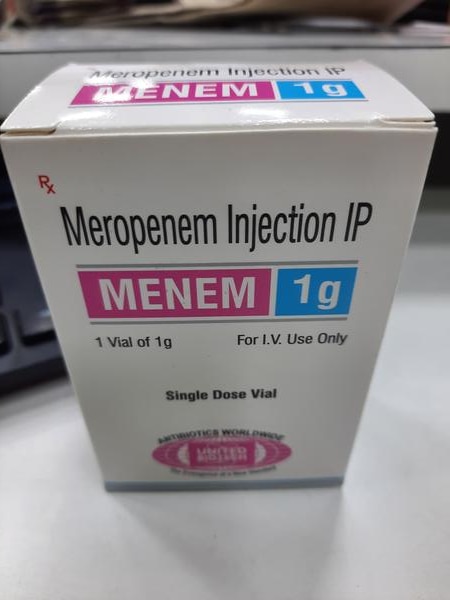 Meropenem Injection IP
MENEM 1g
Rx
Meropenem Injection IP
MENEM 1g
1 Vial of 1g For I.V. Use Only
Single Dose Vial
ANTIBIOTICS WORLDWIDE
UNITED
BIOTECH